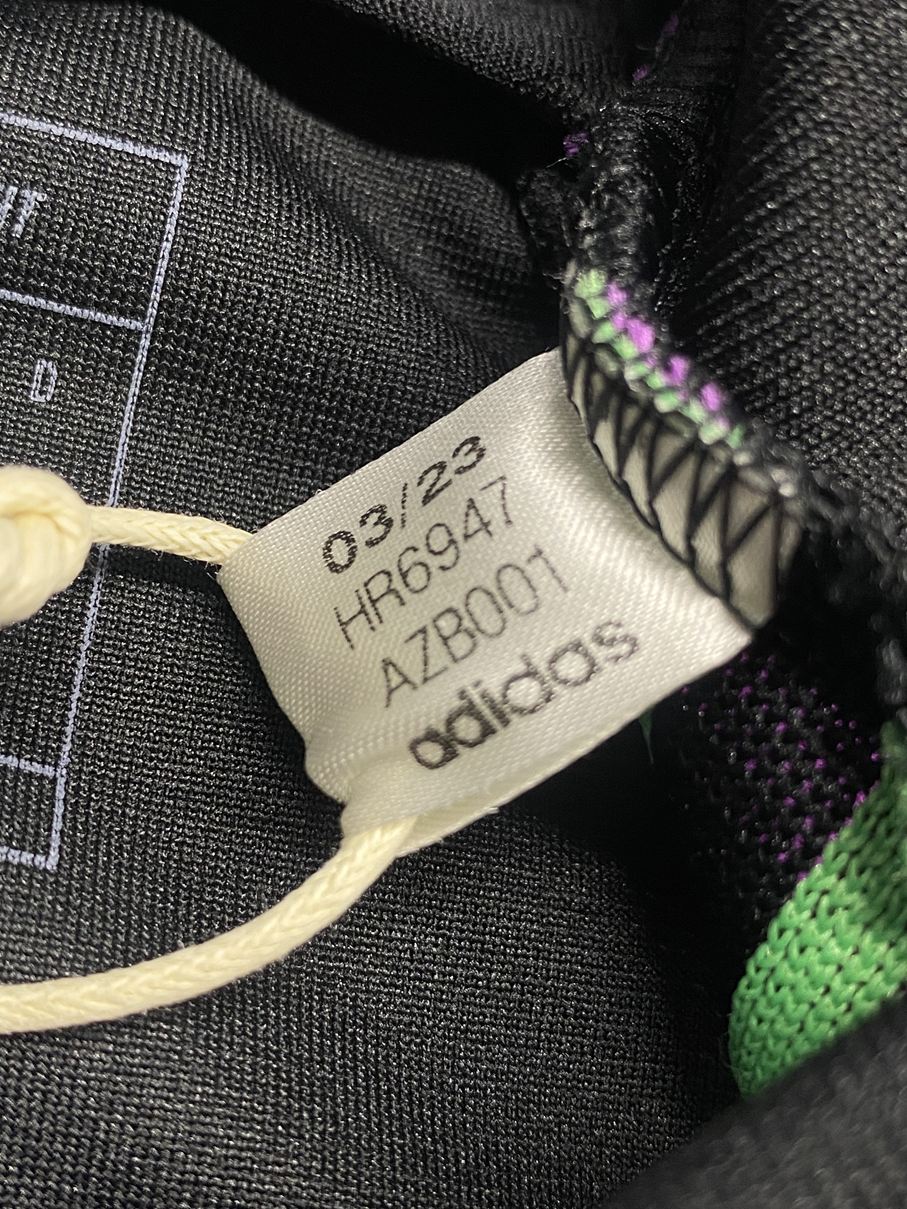 D
03/23
HR6947
AZB001
adidas